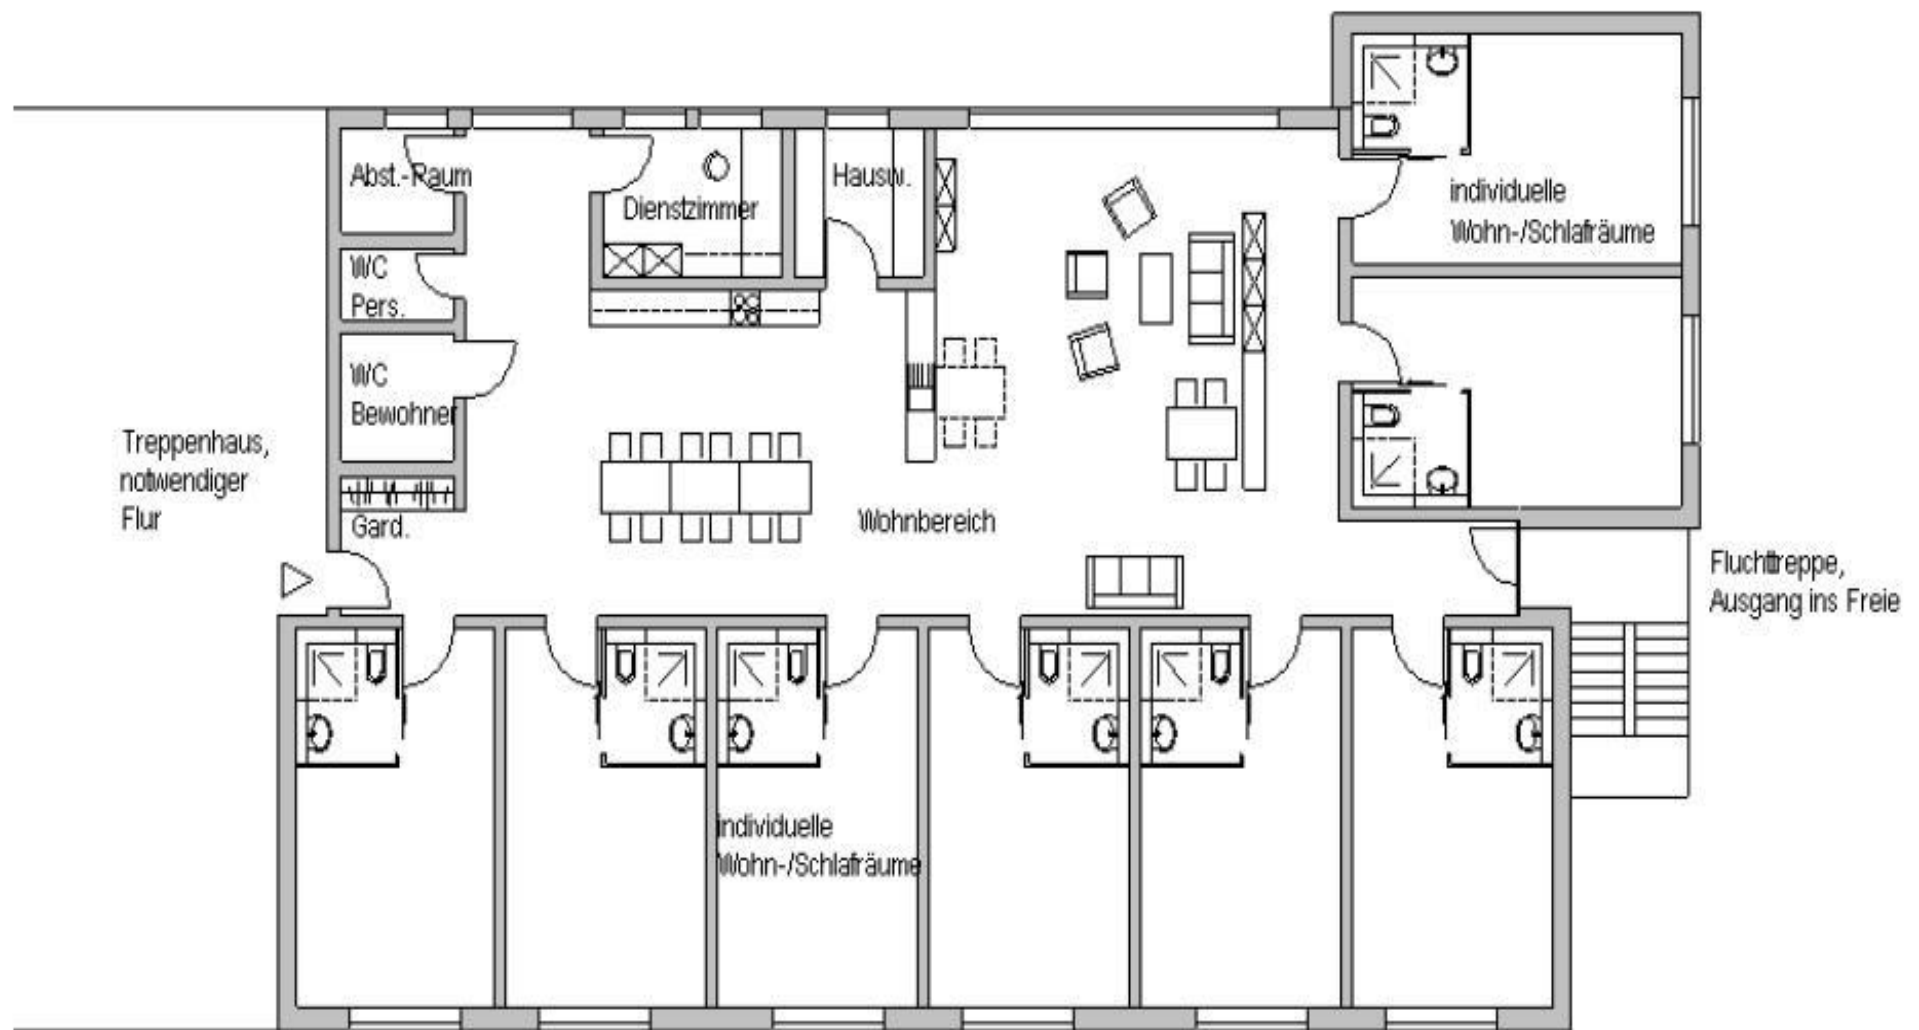 Abst.-Raum
Dienstzimmer
Hausw.
individuelle
Wohn-/Schlafräume
WC
Pers.
WC
Bewohner
Treppenhaus,
notwendiger
Flur
Gard.
Wohnbereich
Fluchttreppe,
Ausgang ins Freie
individuelle
Wohn-/Schlafräume